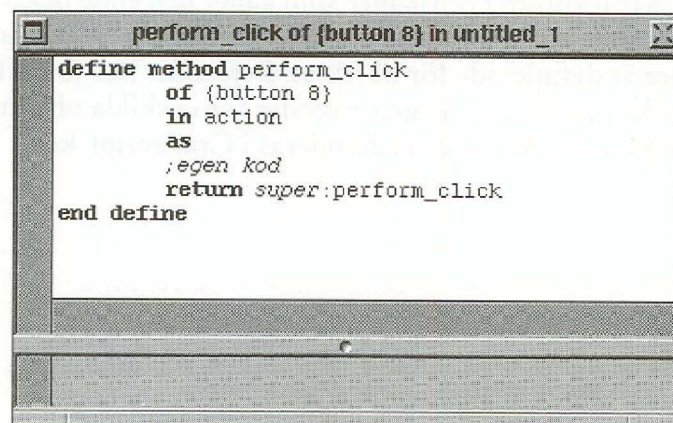 perform_click of {button 8} in untitled_1
define method perform_click
of {button 8}
in action
as
;egen kod
return super:perform_click
end define